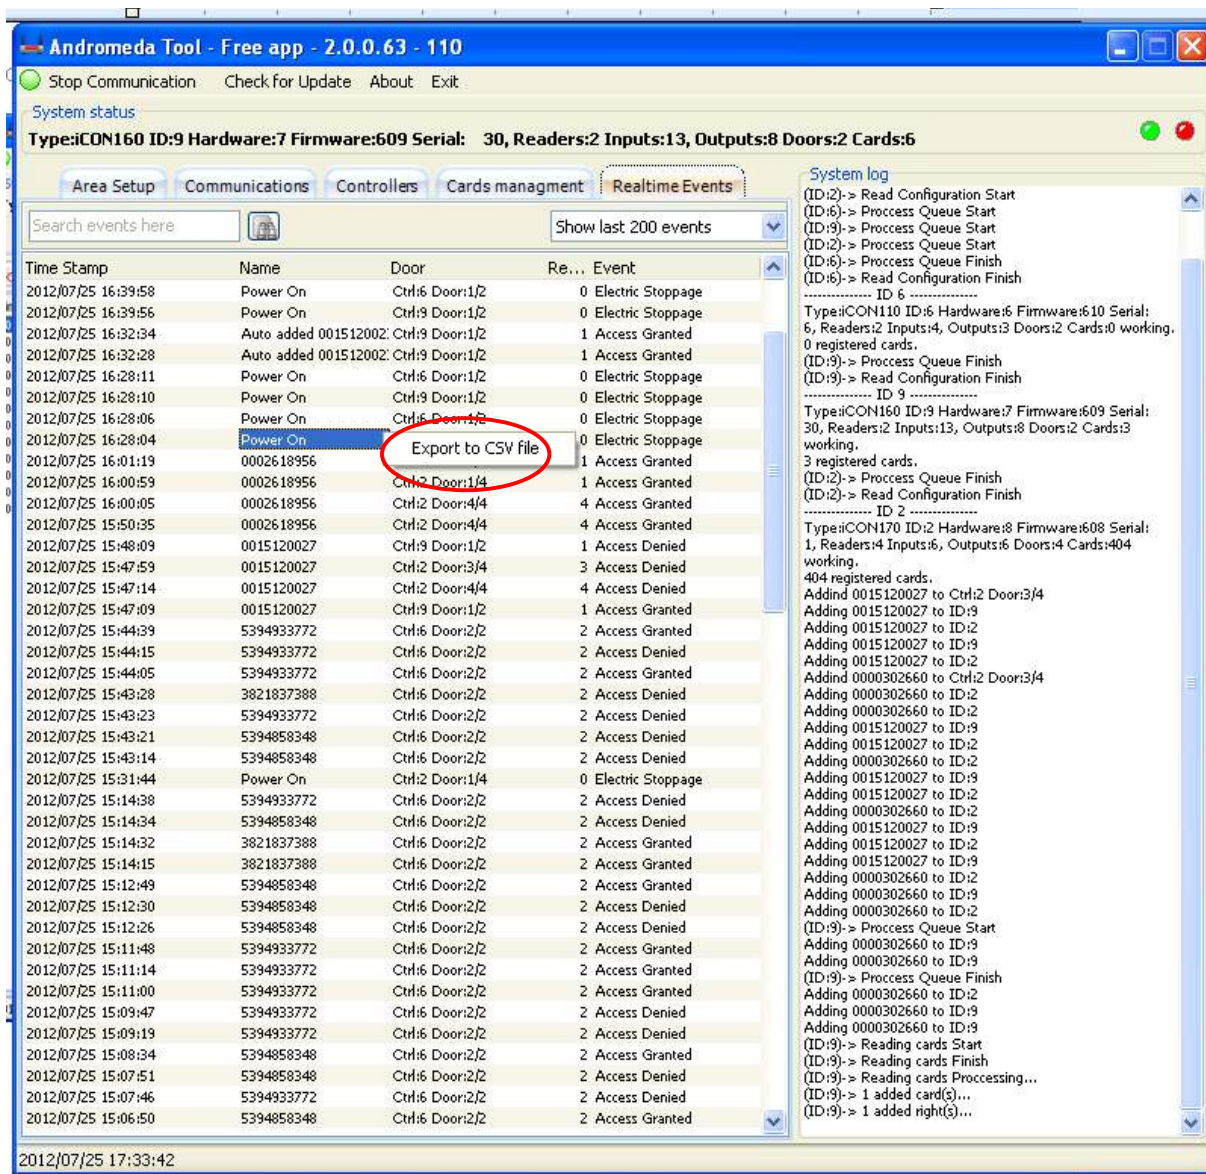 Andromeda Tool - Free app - 2.0.0.63 - 110
Stop Communication Check for Update About Exit
System status
Type:iCON160 ID:9 Hardware:7 Firmware:609 Serial: 30, Readers:2 Inputs:13, Outputs:8 Doors:2 Cards:6
Area Setup Communications Controllers Cards managment Realtime Events
Search events here Show last 200 events
Time Stamp Name Door Re... Event
2012/07/25 16:39:58 Power On Ctrl:6 Door:1/2 0 Electric Stoppage
2012/07/25 16:39:56 Power On Ctrl:9 Door:1/2 0 Electric Stoppage
2012/07/25 16:32:34 Auto added 001512002 Ctrl:9 Door:1/2 1 Access Granted
2012/07/25 16:32:28 Auto added 001512002 Ctrl:9 Door:1/2 1 Access Granted
2012/07/25 16:28:11 Power On Ctrl:6 Door:1/2 0 Electric Stoppage
2012/07/25 16:28:10 Power On Ctrl:9 Door:1/2 0 Electric Stoppage
2012/07/25 16:28:06 Power On Ctrl:6 Door:1/2 0 Electric Stoppage
2012/07/25 16:28:04 Power On 0 Electric Stoppage
Export to CSV file
2012/07/25 16:01:19 0002618956 1 Access Granted
2012/07/25 16:00:59 0002618956 Ctrl:2 Door:1/4 1 Access Granted
2012/07/25 16:00:05 0002618956 Ctrl:2 Door:4/4 4 Access Granted
2012/07/25 15:50:35 0002618956 Ctrl:2 Door:4/4 4 Access Granted
2012/07/25 15:48:09 0015120027 Ctrl:9 Door:1/2 1 Access Denied
2012/07/25 15:47:59 0015120027 Ctrl:2 Door:3/4 3 Access Denied
2012/07/25 15:47:14 0015120027 Ctrl:2 Door:4/4 4 Access Denied
2012/07/25 15:47:09 0015120027 Ctrl:9 Door:1/2 1 Access Granted
2012/07/25 15:44:39 5394933772 Ctrl:6 Door:2/2 2 Access Granted
2012/07/25 15:44:15 5394933772 Ctrl:6 Door:2/2 2 Access Denied
2012/07/25 15:44:05 5394933772 Ctrl:6 Door:2/2 2 Access Granted
2012/07/25 15:43:28 3821837388 Ctrl:6 Door:2/2 2 Access Denied
2012/07/25 15:43:23 5394933772 Ctrl:6 Door:2/2 2 Access Denied
2012/07/25 15:43:21 5394858348 Ctrl:6 Door:2/2 2 Access Denied
2012/07/25 15:43:14 5394858348 Ctrl:6 Door:2/2 2 Access Denied
2012/07/25 15:31:44 Power On Ctrl:2 Door:1/4 0 Electric Stoppage
2012/07/25 15:14:38 5394933772 Ctrl:6 Door:2/2 2 Access Denied
2012/07/25 15:14:34 5394858348 Ctrl:6 Door:2/2 2 Access Denied
2012/07/25 15:14:32 3821837388 Ctrl:6 Door:2/2 2 Access Granted
2012/07/25 15:14:15 3821837388 Ctrl:6 Door:2/2 2 Access Granted
2012/07/25 15:12:49 5394858348 Ctrl:6 Door:2/2 2 Access Granted
2012/07/25 15:12:30 5394858348 Ctrl:6 Door:2/2 2 Access Denied
2012/07/25 15:12:26 5394858348 Ctrl:6 Door:2/2 2 Access Denied
2012/07/25 15:11:48 5394933772 Ctrl:6 Door:2/2 2 Access Granted
2012/07/25 15:11:14 5394933772 Ctrl:6 Door:2/2 2 Access Granted
2012/07/25 15:11:00 5394933772 Ctrl:6 Door:2/2 2 Access Granted
2012/07/25 15:09:47 5394933772 Ctrl:6 Door:2/2 2 Access Denied
2012/07/25 15:09:19 5394933772 Ctrl:6 Door:2/2 2 Access Denied
2012/07/25 15:08:34 5394858348 Ctrl:6 Door:2/2 2 Access Granted
2012/07/25 15:07:51 5394858348 Ctrl:6 Door:2/2 2 Access Denied
2012/07/25 15:07:46 5394933772 Ctrl:6 Door:2/2 2 Access Denied
2012/07/25 15:06:50 5394858348 Ctrl:6 Door:2/2 2 Access Granted
System log
(ID:2)-> Read Configuration Start
(ID:6)-> Proccess Queue Start
(ID:9)-> Proccess Queue Start
(ID:2)-> Proccess Queue Start
(ID:6)-> Proccess Queue Finish
(ID:6)-> Read Configuration Finish
--------------- ID 6 ---------------
Type:iCON110 ID:6 Hardware:6 Firmware:610 Serial:
6, Readers:2 Inputs:4, Outputs:3 Doors:2 Cards:0 working.
0 registered cards.
(ID:9)-> Proccess Queue Finish
(ID:9)-> Read Configuration Finish
--------------- ID 9 ---------------
Type:iCON160 ID:9 Hardware:7 Firmware:609 Serial:
30, Readers:2 Inputs:13, Outputs:8 Doors:2 Cards:3
working.
3 registered cards.
(ID:2)-> Proccess Queue Finish
(ID:2)-> Read Configuration Finish
--------------- ID 2 ---------------
Type:iCON170 ID:2 Hardware:8 Firmware:608 Serial:
1, Readers:4 Inputs:6, Outputs:6 Doors:4 Cards:404
working.
404 registered cards.
Addind 0015120027 to Ctrl:2 Door:3/4
Adding 0015120027 to ID:9
Adding 0015120027 to ID:2
Adding 0015120027 to ID:9
Adding 0015120027 to ID:2
Addind 0000302660 to Ctrl:2 Door:3/4
Adding 0000302660 to ID:2
Adding 0000302660 to ID:2
Adding 0015120027 to ID:9
Adding 0015120027 to ID:2
Adding 0000302660 to ID:2
Adding 0015120027 to ID:9
Adding 0015120027 to ID:2
Adding 0000302660 to ID:2
Adding 0015120027 to ID:9
Adding 0015120027 to ID:2
Adding 0015120027 to ID:9
Adding 0000302660 to ID:2
Adding 0000302660 to ID:9
Adding 0000302660 to ID:2
(ID:9)-> Proccess Queue Start
Adding 0000302660 to ID:9
Adding 0000302660 to ID:9
(ID:9)-> Proccess Queue Finish
Adding 0000302660 to ID:2
Adding 0000302660 to ID:9
Adding 0000302660 to ID:9
(ID:9)-> Reading cards Start
(ID:9)-> Reading cards Finish
(ID:9)-> Reading cards Proccessing...
(ID:9)-> 1 added card(s)...
(ID:9)-> 1 added right(s)...
2012/07/25 17:33:42